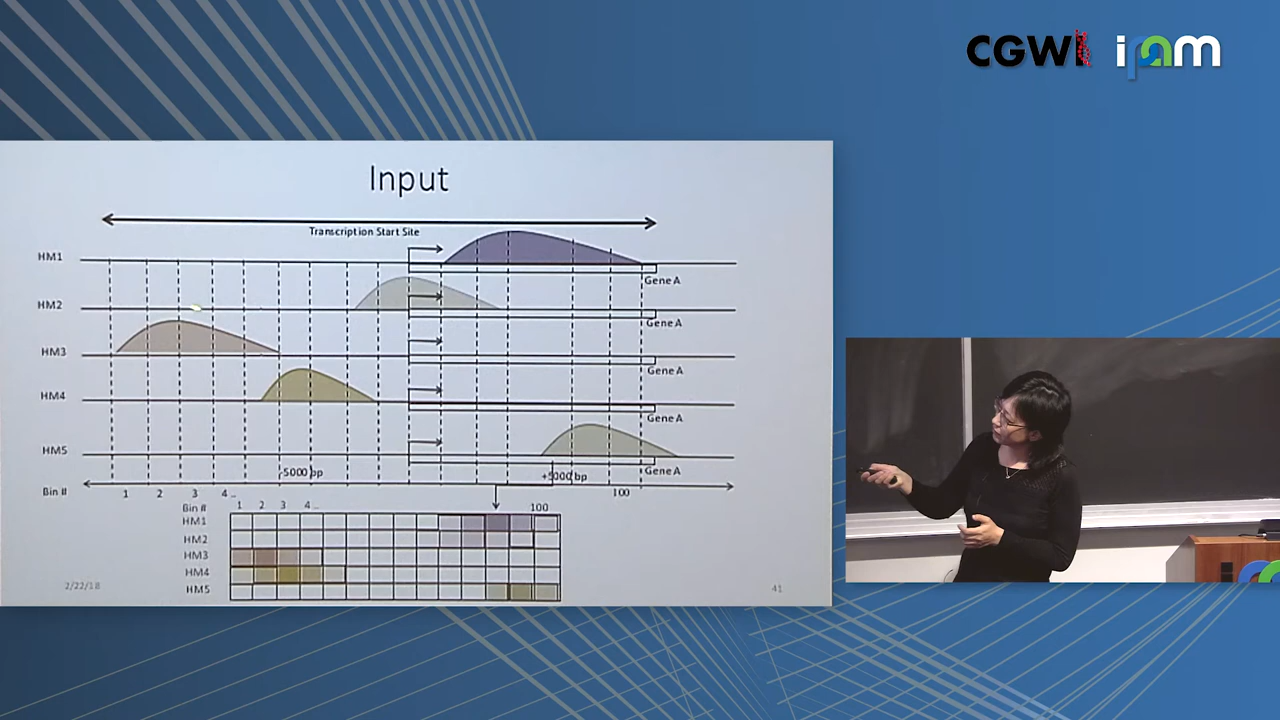 CGWI ipam
Input
Transcription Start Site
HM1
Gene A
HM2
Gene A
HM3
Gene A
HM4
Gene A
HM5
Gene A
-5000 bp
+5000 bp
Bin #
1 2 3 4 ...
100
Bin #
1 2 3 4 ...
100
HM1
HM2
HM3
HM4
HM5
2/22/18
41